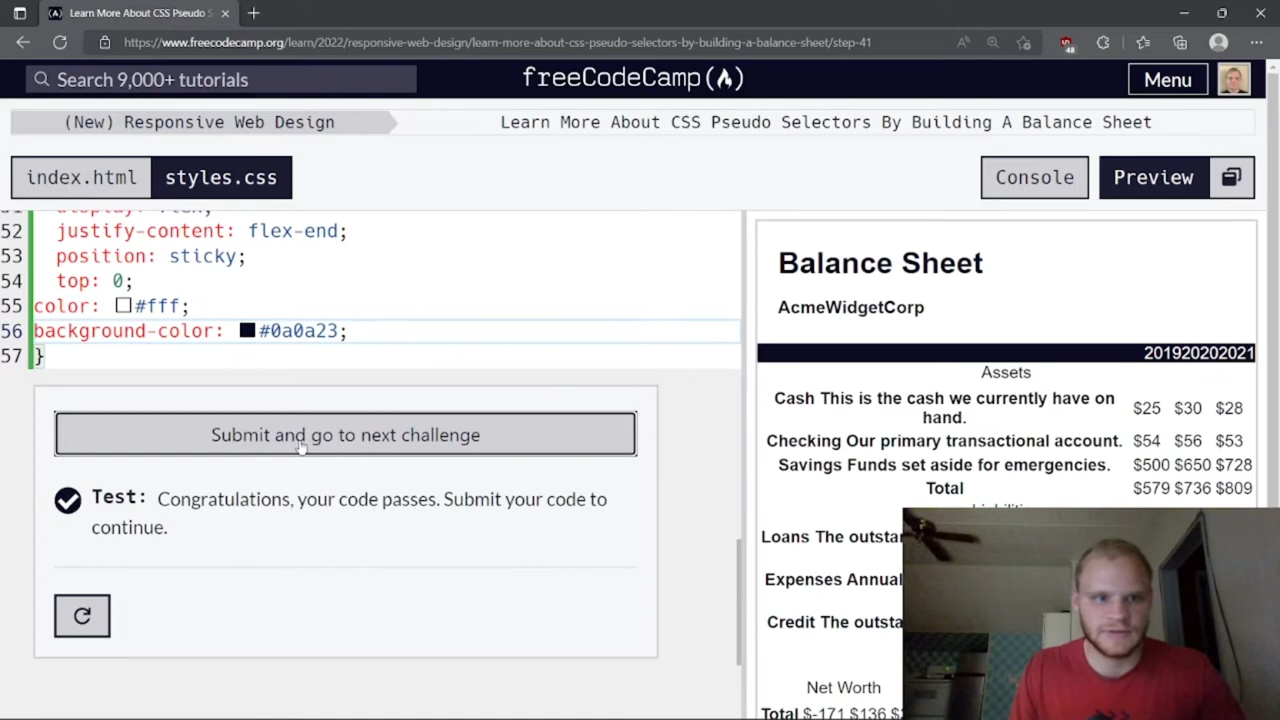 Learn More About CSS Pseudo S
https://www.freecodecamp.org/learn/2022/responsive-web-design/learn-more-about-css-pseudo-selectors-by-building-a-balance-sheet/step-41
48
Search 9,000+ tutorials
freeCodeCamp
Menu
(New) Responsive Web Design
Learn More About CSS Pseudo Selectors By Building A Balance Sheet
index.html
styles.css
Console
Preview
display: flex;
52 justify-content: flex-end;
53 position: sticky;
54 top: 0;
55 color: #fff;
56 background-color: #0a0a23;
57 }
Submit and go to next challenge
Test: Congratulations, your code passes. Submit your code to
continue.
Balance Sheet
AcmeWidgetCorp
201920202021
Assets
Cash This is the cash we currently have on
hand.
$25 $30 $28
Checking Our primary transactional account. $54 $56 $53
Savings Funds set aside for emergencies. $500 $650 $728
Total $579 $736 $809
Loans The outsta
Expenses Annual
Credit The outsta
Net Worth
Total $-171 $136 $